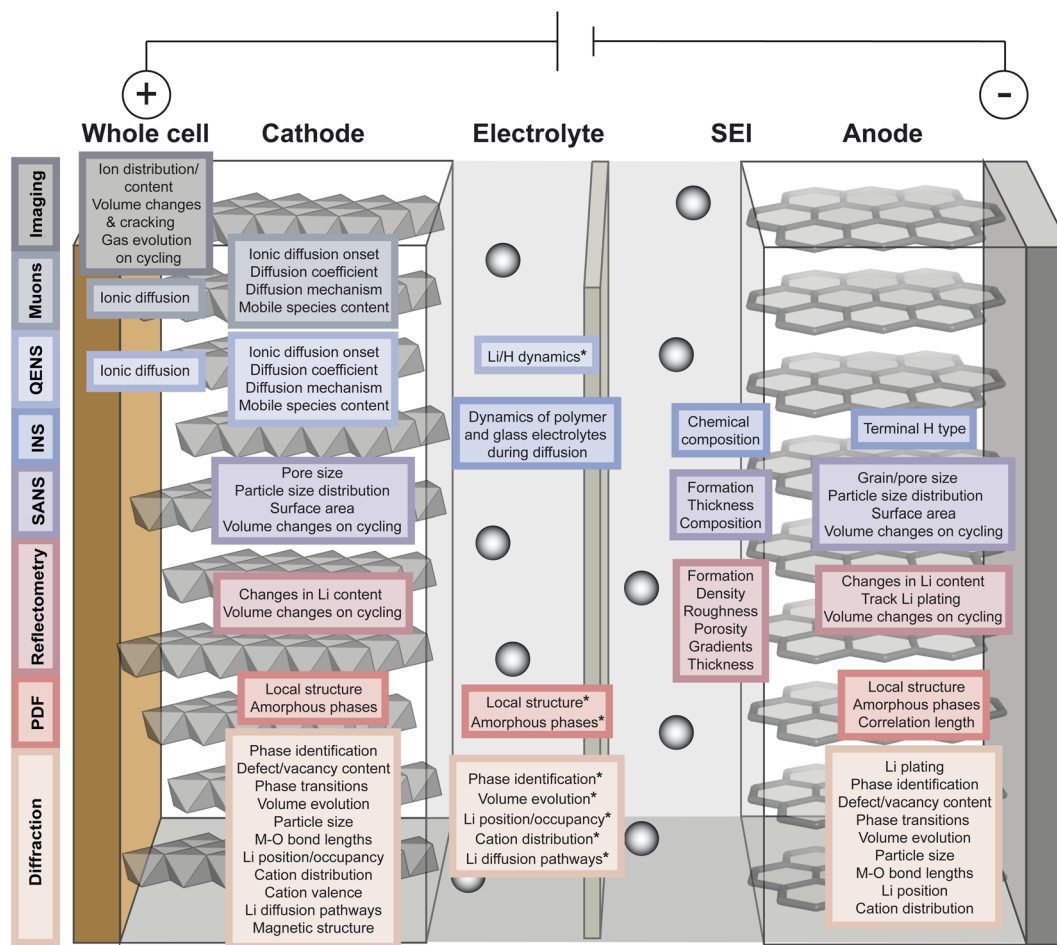 +
-
Whole cell
Cathode
Electrolyte
SEI
Anode
Imaging
Ion distribution/
content
Volume changes
& cracking
Gas evolution
on cycling
Muons
Ionic diffusion
Ionic diffusion onset
Diffusion coefficient
Diffusion mechanism
Mobile species content
QENS
Ionic diffusion
Ionic diffusion onset
Diffusion coefficient
Diffusion mechanism
Mobile species content
Li/H dynamics*
INS
Dynamics of polymer
and glass electrolytes
during diffusion
Chemical
composition
Terminal H type
SANS
Pore size
Particle size distribution
Surface area
Volume changes on cycling
Formation
Thickness
Composition
Grain/pore size
Particle size distribution
Surface area
Volume changes on cycling
Reflectometry
Changes in Li content
Volume changes on cycling
Formation
Density
Roughness
Porosity
Gradients
Thickness
Changes in Li content
Track Li plating
Volume changes on cycling
PDF
Local structure
Amorphous phases
Local structure*
Amorphous phases*
Local structure
Amorphous phases
Correlation length
Diffraction
Phase identification
Defect/vacancy content
Phase transitions
Volume evolution
Particle size
M-O bond lengths
Li position/occupancy
Cation distribution
Cation valence
Li diffusion pathways
Magnetic structure
Phase identification*
Volume evolution*
Li position/occupancy*
Cation distribution*
Li diffusion pathways*
Li plating
Phase identification
Defect/vacancy content
Phase transitions
Volume evolution
Particle size
M-O bond lengths
Li position
Cation distribution